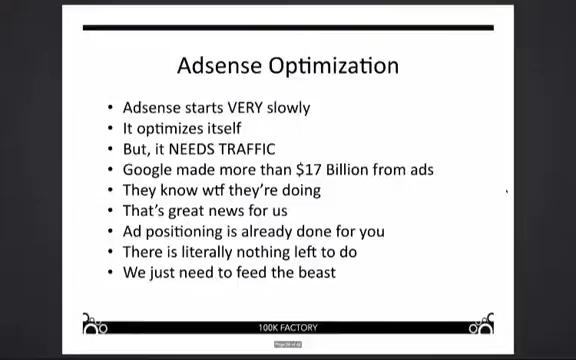 Adsense Optimization
• Adsense starts VERY slowly
• It optimizes itself
• But, it NEEDS TRAFFIC
• Google made more than $17 Billion from ads
• They know wtf they're doing
• That's great news for us
• Ad positioning is already done for you
• There is literally nothing left to do
• We just need to feed the beast
100K FACTORY